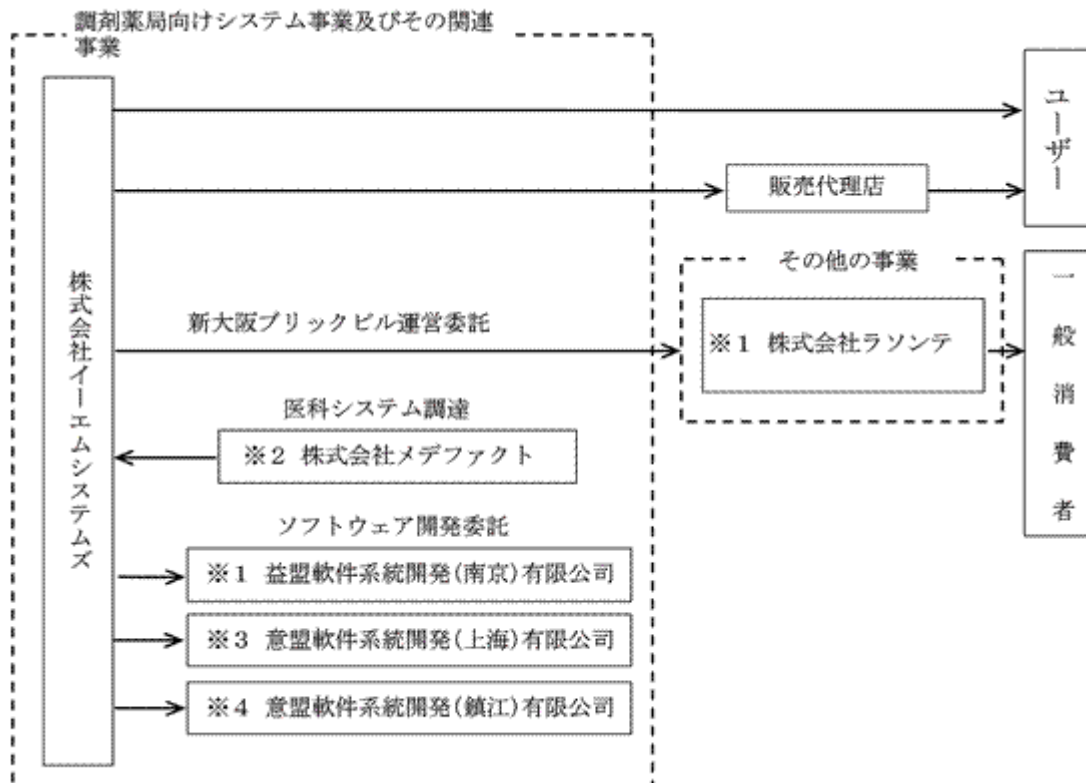 調剤薬局向けシステム事業及びその関連
事業
株式会社イーエムシステムズ
ユーザー
販売代理店
その他の事業
新大阪ブリックビル運営委託
※1 株式会社ラソンテ
一般消費者
医科システム調達
※2 株式会社メデファクト
ソフトウェア開発委託
※1 益盟軟件系統開発(南京)有限公司
※3 意盟軟件系統開発(上海)有限公司
※4 意盟軟件系統開発(鎮江)有限公司